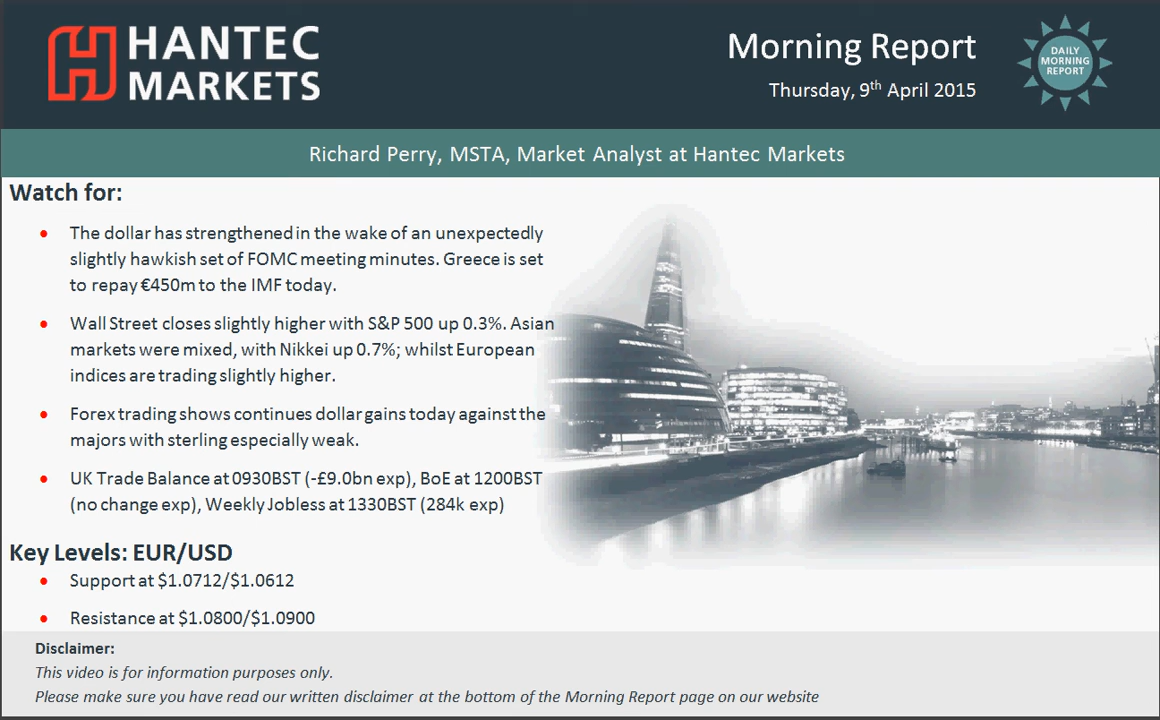 HANTEC
MARKETS
Morning Report
Thursday, 9th April 2015
DAILY
MORNING
REPORT
Richard Perry, MSTA, Market Analyst at Hantec Markets
Watch for:
The dollar has strengthened in the wake of an unexpectedly
slightly hawkish set of FOMC meeting minutes. Greece is set
to repay €450m to the IMF today.
Wall Street closes slightly higher with S&P 500 up 0.3%. Asian
markets were mixed, with Nikkei up 0.7%; whilst European
indices are trading slightly higher.
Forex trading shows continues dollar gains today against the
majors with sterling especially weak.
UK Trade Balance at 0930BST (-£9.0bn exp), BoE at 1200BST
(no change exp), Weekly Jobless at 1330BST (284k exp)
Key Levels: EUR/USD
Support at $1.0712/$1.0612
Resistance at $1.0800/$1.0900
Disclaimer:
This video is for information purposes only.
Please make sure you have read our written disclaimer at the bottom of the Morning Report page on our website